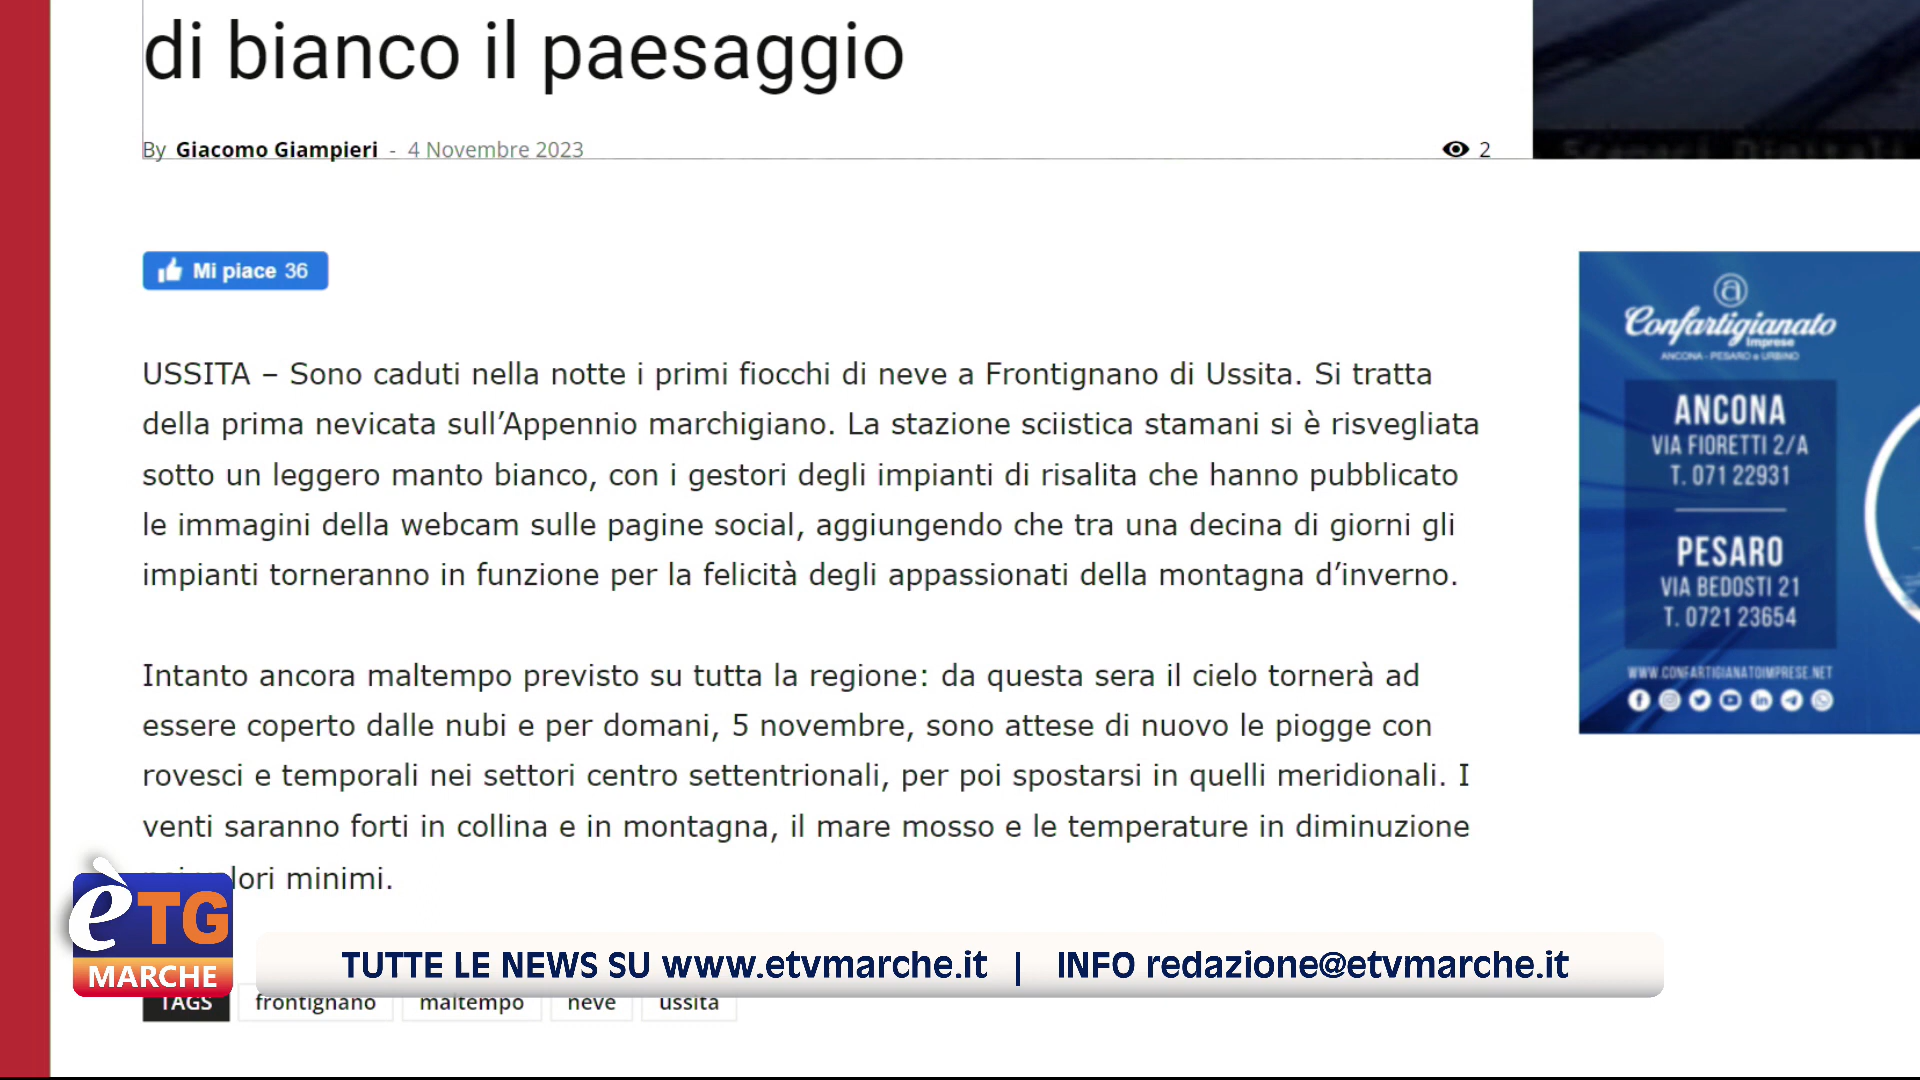 di bianco il paesaggio
By Giacomo Giampieri - 4 Novembre 2023
2
Mi piace 36
USSITA – Sono caduti nella notte i primi fiocchi di neve a Frontignano di Ussita. Si tratta
della prima nevicata sull’Appennio marchigiano. La stazione sciistica stamani si è risvegliata
sotto un leggero manto bianco, con i gestori degli impianti di risalita che hanno pubblicato
le immagini della webcam sulle pagine social, aggiungendo che tra una decina di giorni gli
impianti torneranno in funzione per la felicità degli appassionati della montagna d’inverno.
Intanto ancora maltempo previsto su tutta la regione: da questa sera il cielo tornerà ad
essere coperto dalle nubi e per domani, 5 novembre, sono attese di nuovo le piogge con
rovesci e temporali nei settori centro settentrionali, per poi spostarsi in quelli meridionali. I
venti saranno forti in collina e in montagna, il mare mosso e le temperature in diminuzione
minimi.
TAGS frontignano maltempo neve ussita
Confartigianato
Imprese
ANCONA - PESARO e URBINO
ANCONA
VIA FIORETTI 2/A
T. 071 22931
PESARO
VIA BEDOSTI 21
T. 0721 23654
WWW.CONFARTIGIANATOIMPRESE.NET
è TG
MARCHE
TUTTE LE NEWS SU www.etvmarche.it | INFO redazione@etvmarche.it